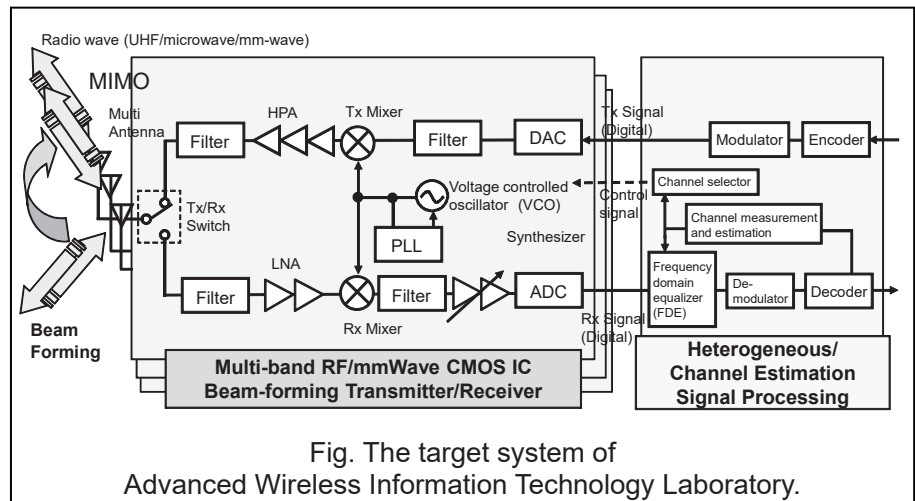 Radio wave (UHF/microwave/mm-wave)
MIMO
Multi
Antenna
Filter
HPA
Tx Mixer
Filter
DAC
Tx Signal
(Digital)
Modulator
Encoder
Tx/Rx
Switch
Voltage controlled
oscillator (VCO)
PLL
Synthesizer
Control
signal
Channel selector
Channel measurement
and estimation
Filter
LNA
Rx Mixer
Filter
ADC
Rx Signal
(Digital)
Frequency
domain
equalizer
(FDE)
De-
modulator
Decoder
Beam
Forming
Multi-band RF/mmWave CMOS IC
Beam-forming Transmitter/Receiver
Heterogeneous/
Channel Estimation
Signal Processing
Fig. The target system of
Advanced Wireless Information Technology Laboratory.